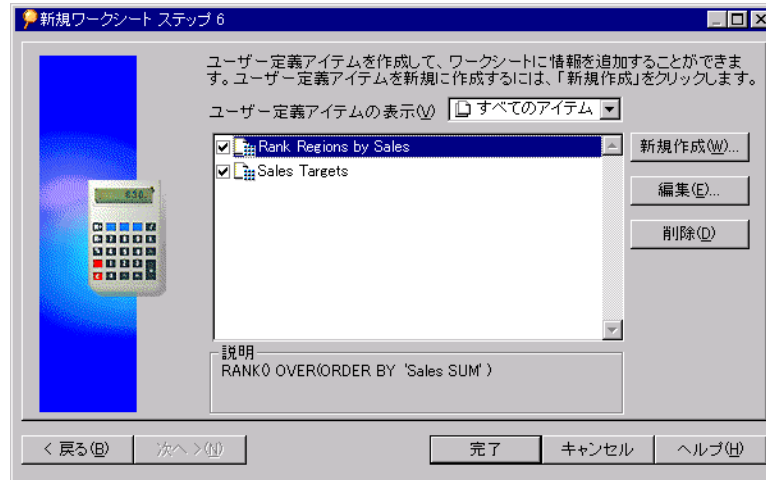 新規ワークシート ステップ 6
ユーザー定義アイテムを作成して、ワークシートに情報を追加することができま
す。ユーザー定義アイテムを新規に作成するには、「新規作成」をクリックします。
ユーザー定義アイテムの表示(V) すべてのアイテム
Rank Regions by Sales
Sales Targets
新規作成(W)...
編集(E)...
削除(D)
630.
説明
RANK() OVER(ORDER BY 'Sales SUM' )
< 戻る(B) 次へ >(N) 完了 キャンセル ヘルプ(H)